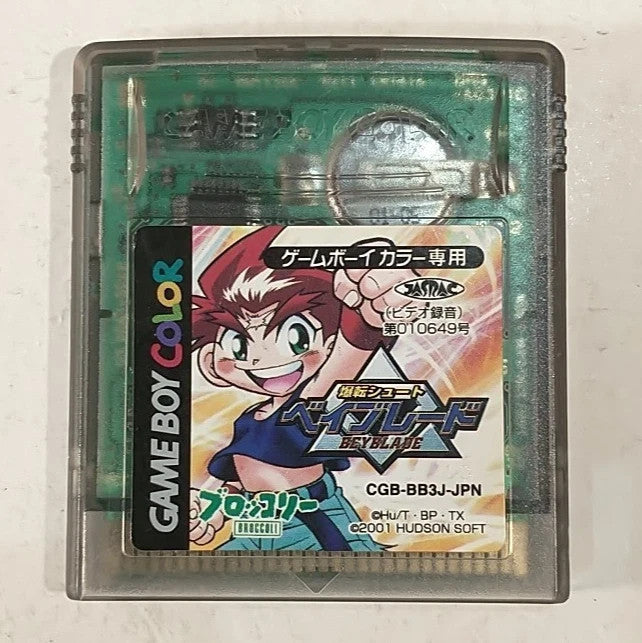 GAME BOY COLOR
ゲームボーイ カラー専用
JASRAC
(ビデオ録音)
第010649号
GAME BOY COLOR
爆転シュート
ベイブレード
BEYBLADE
CGB-BB3J-JPN
ブロッコリー
BROCCOLI
©Hu/T・BP・TX
©2001 HUDSON SOFT